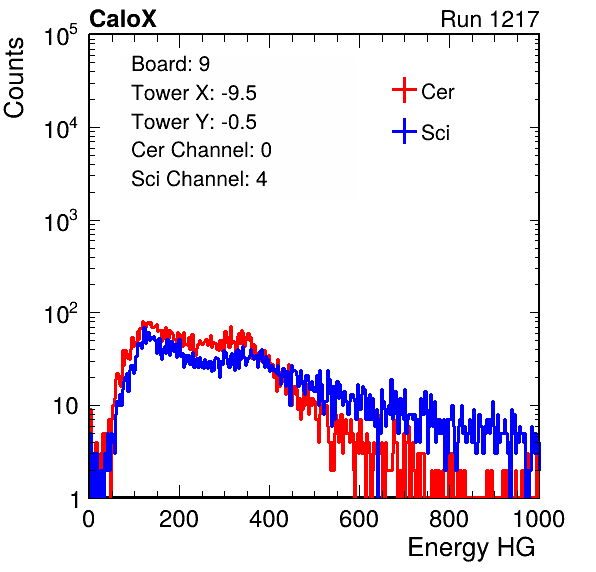 CaloX
Run 1217
Counts
10^5
10^4
10^3
10^2
10
1
Board: 9
Tower X: -9.5
Tower Y: -0.5
Cer Channel: 0
Sci Channel: 4
Cer
Sci
0 200 400 600 800 1000
Energy HG